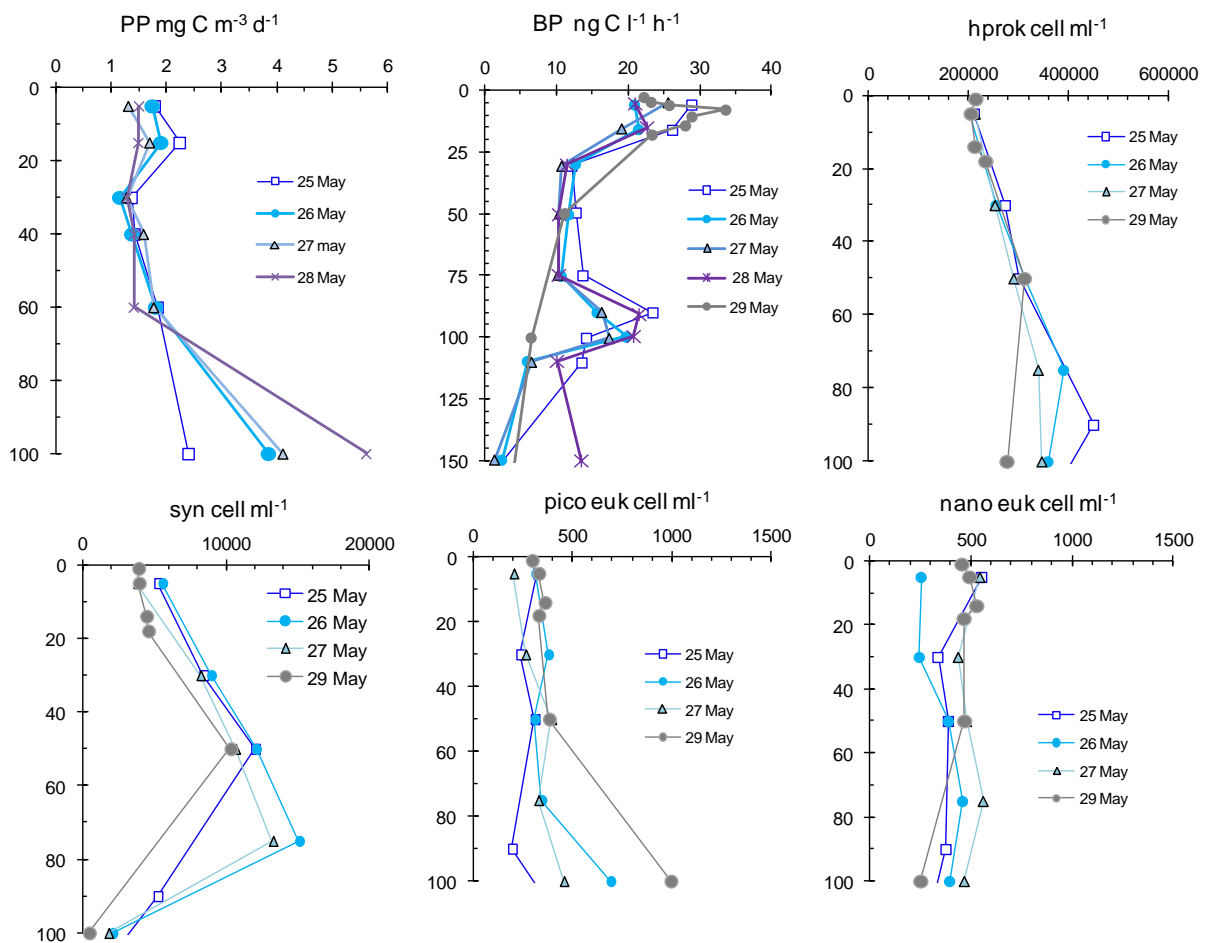 PP mg C m⁻³ d⁻¹
0 1 2 3 4 5 6
0
20
40
60
80
100
25 May
26 May
27 may
28 May
BP ng C l⁻¹ h⁻¹
0 10 20 30 40
0
25
50
75
100
125
150
25 May
26 May
27 May
28 May
29 May
hprok cell ml⁻¹
0 200000 400000 600000
0
20
40
60
80
100
25 May
26 May
27 May
29 May
syn cell ml⁻¹
0 10000 20000
0
20
40
60
80
100
25 May
26 May
27 May
29 May
pico euk cell ml⁻¹
0 500 1000 1500
0
20
40
60
80
100
25 May
26 May
27 May
29 May
nano euk cell ml⁻¹
0 500 1000 1500
0
20
40
60
80
100
25 May
26 May
27 May
29 May